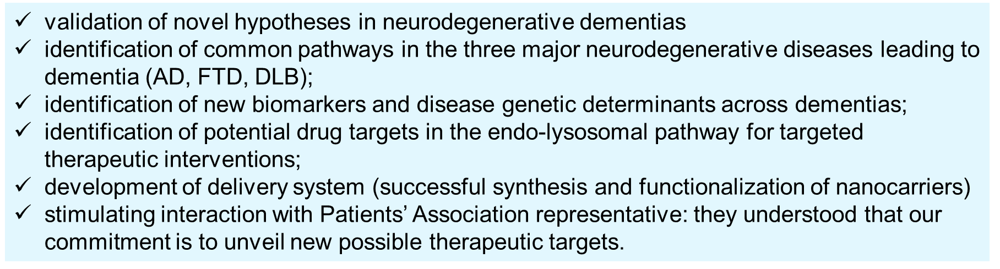 ✓ validation of novel hypotheses in neurodegenerative dementias
✓ identification of common pathways in the three major neurodegenerative diseases leading to
dementia (AD, FTD, DLB);
✓ identification of new biomarkers and disease genetic determinants across dementias;
✓ identification of potential drug targets in the endo-lysosomal pathway for targeted
therapeutic interventions;
✓ development of delivery system (successful synthesis and functionalization of nanocarriers)
✓ stimulating interaction with Patients’ Association representative: they understood that our
commitment is to unveil new possible therapeutic targets.